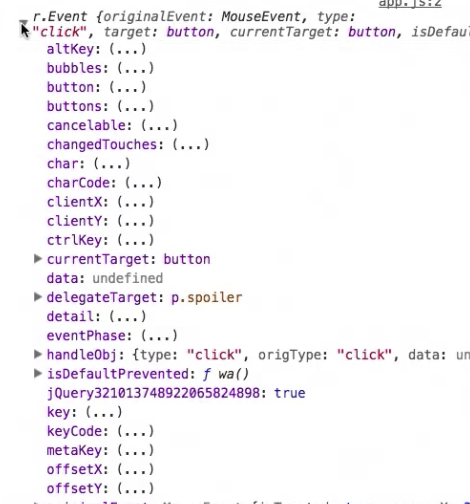 app.js:2
r.Event {originalEvent: MouseEvent, type:
"click", target: button, currentTarget: button, isDefau
altKey: (...)
bubbles: (...)
button: (...)
buttons: (...)
cancelable: (...)
changedTouches: (...)
char: (...)
charCode: (...)
clientX: (...)
clientY: (...)
ctrlKey: (...)
currentTarget: button
data: undefined
delegateTarget: p.spoiler
detail: (...)
eventPhase: (...)
handleObj: {type: "click", origType: "click", data: un
isDefaultPrevented: ƒ wa()
jQuery321013748922065824898: true
key: (...)
keyCode: (...)
metaKey: (...)
offsetX: (...)
offsetY: (...)